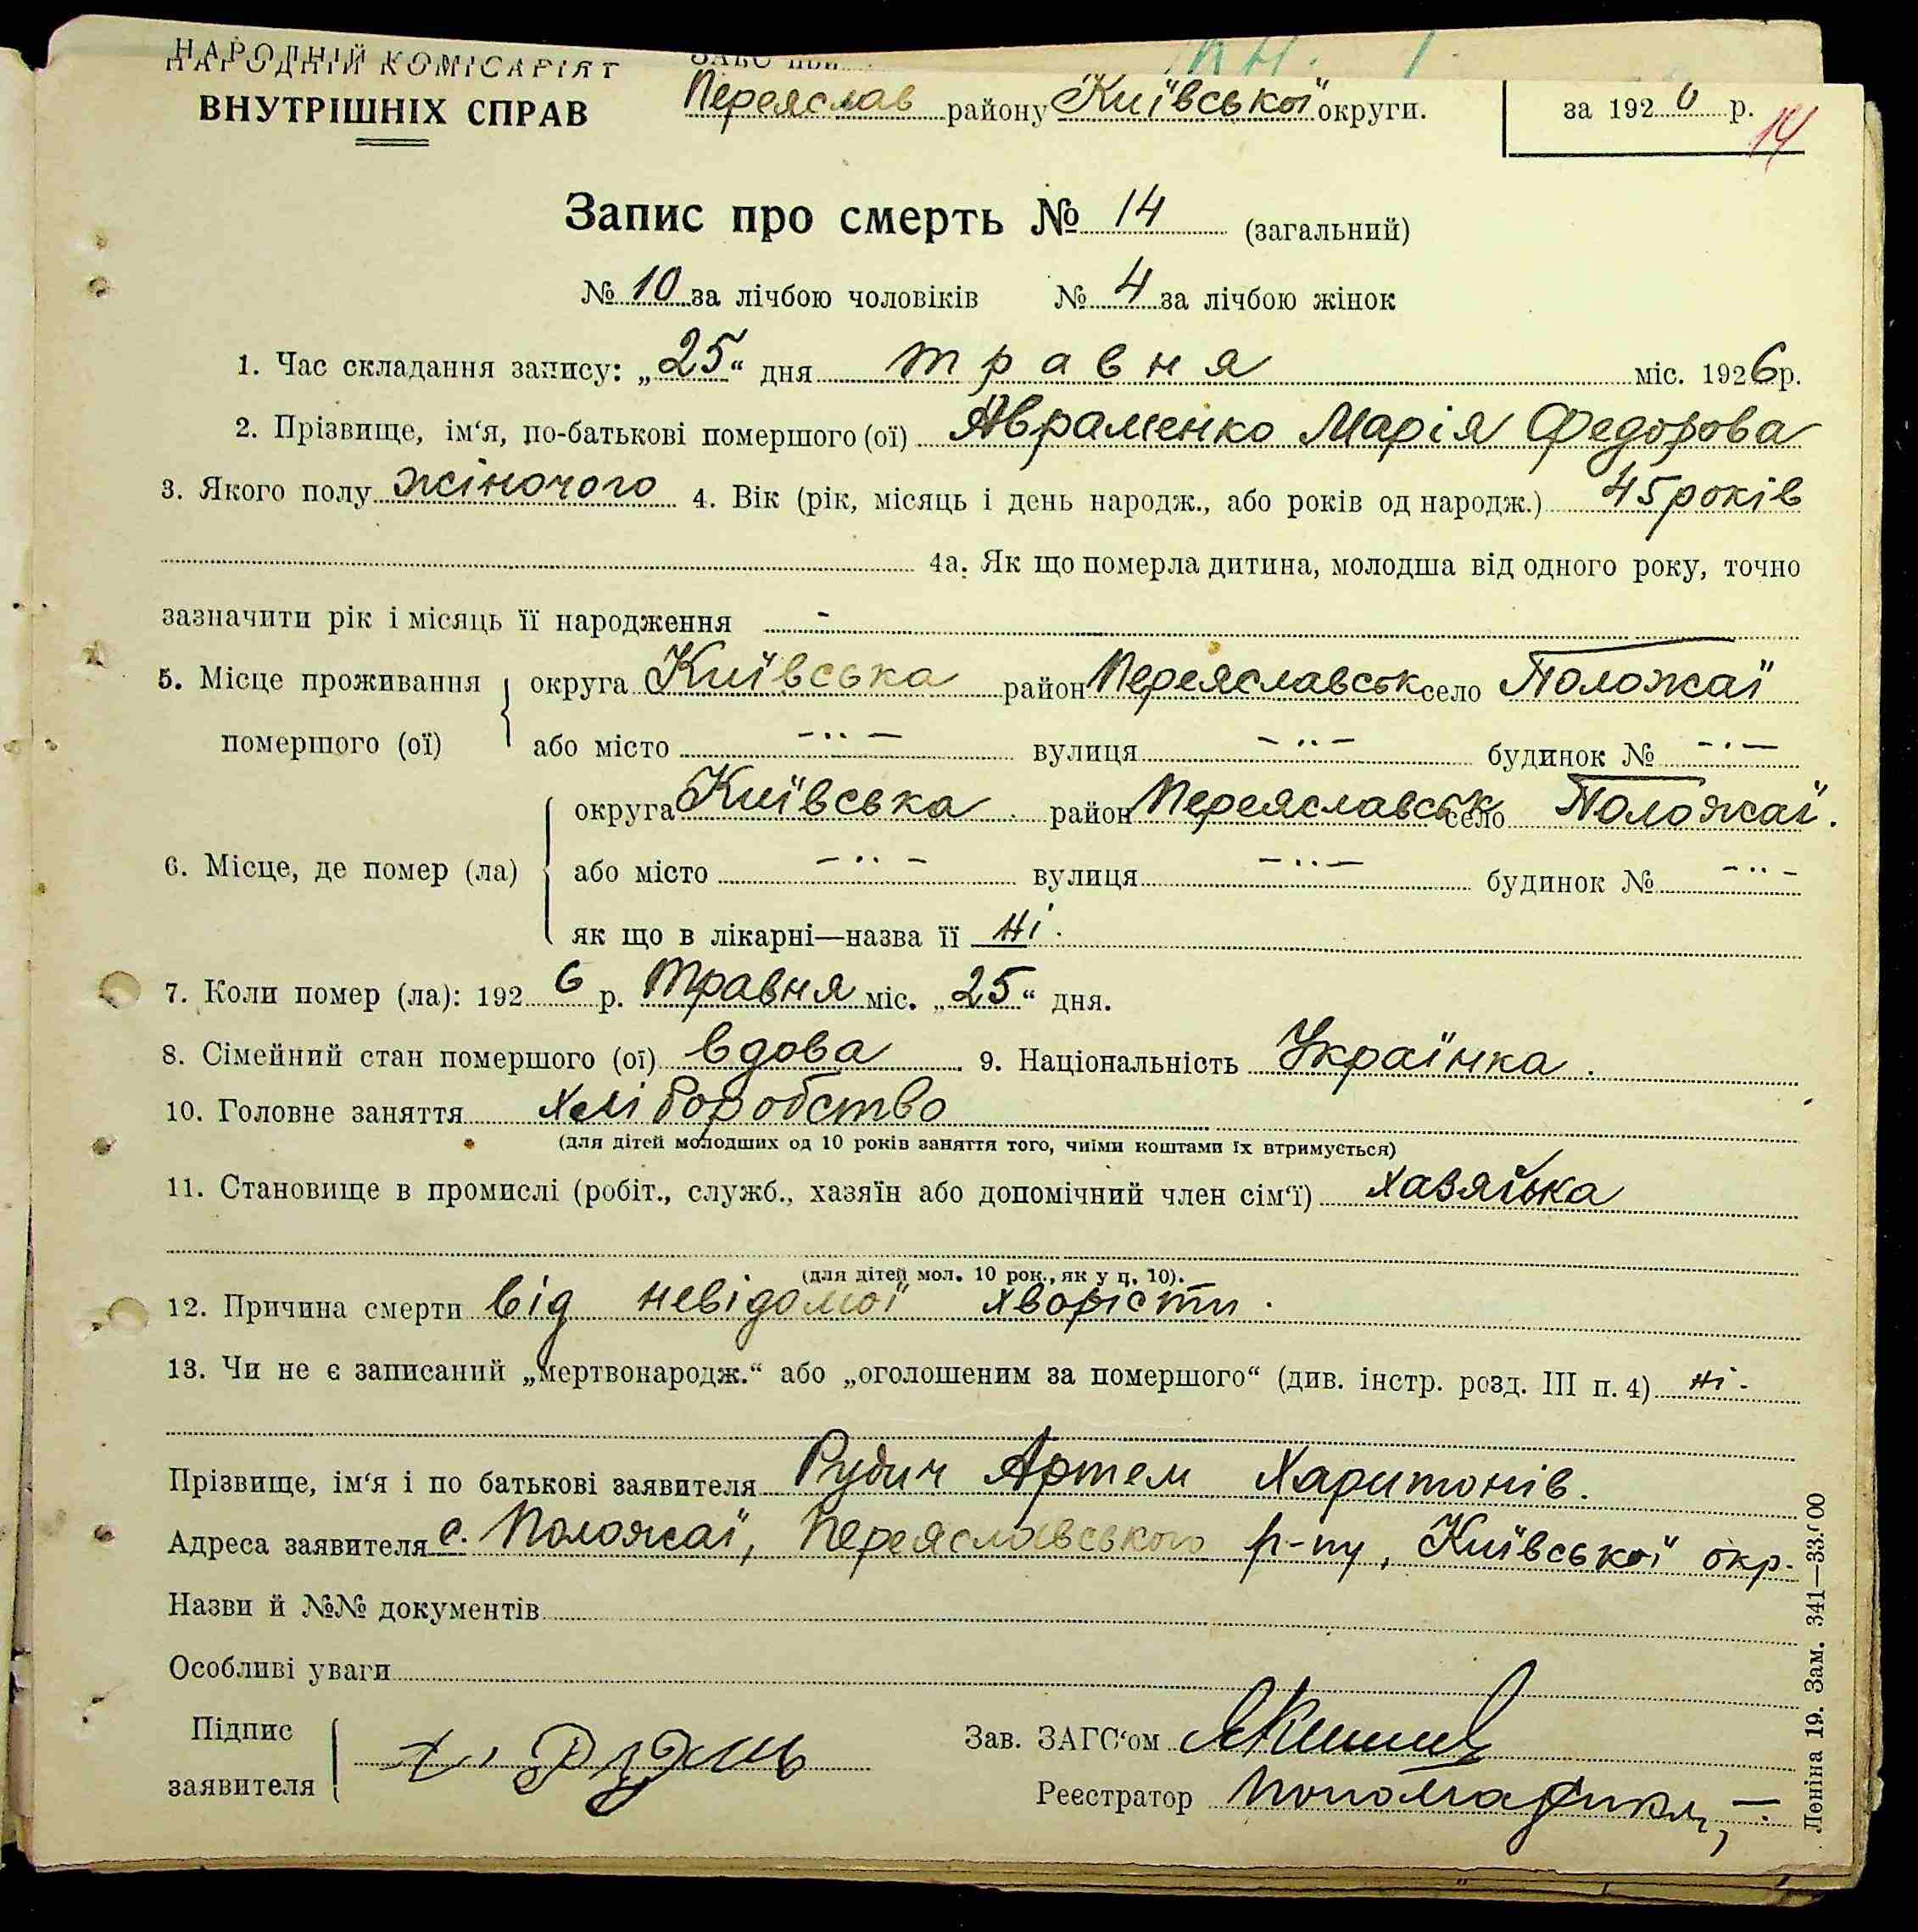 НАРОДНІЙ КОМІСАРІЯТ
ВНУТРІШНІХ СПРАВ
Переяслав району Київської округи.
за 1926 р.
14
Запис про смерть № 14 (загальний)
№ 10 за лічбою чоловіків № 4 за лічбою жінок
1. Час складання запису: „25“ дня травня міс. 1926р.
2. Прізвище, ім‘я, по-батькові помершого (ої) Авраменко Марія Федорова
3. Якого полу жіночого 4. Вік (рік, місяць і день народж., або років од народж.) 45 років
4а. Як що померла дитина, молодша від одного року, точно
зазначити рік і місяць її народження -
5. Місце проживання округа Київська район Переяславськ село Положаї
помершого (ої) або місто — ·· — вулиця — ·· — будинок № — · —
округа Київська район Переяславськ село Положаї.
6. Місце, де помер (ла) або місто — ·· — вулиця — ·· — будинок № — ·· —
як що в лікарні—назва її ні.
7. Коли помер (ла): 1926 р. травня міс. „25“ дня.
8. Сімейний стан помершого (ої) вдова 9. Національність Українка.
10. Головне заняття хліборобство
(для дітей молодших од 10 років заняття того, чиїми коштами їх втримується)
11. Становище в промислі (робіт., служб., хазяїн або допомічний член сім‘ї) хазяйка
(для дітей мол. 10 рок., як у п. 10).
12. Причина смерти від невідомої хворісти.
13. Чи не є записаний „мертвонародж.“ або „оголошеним за помершого“ (див. інстр. розд. III п. 4) ні.
Прізвище, ім‘я і по батькові заявителя Рудич Артем Харитонів.
Адреса заявителя с. Положаї, Переяславського р-ну, Київської окр.
Назви й №№ документів
Особливі уваги
Підпис
заявителя
Зав. ЗАГС‘ом
Реєстратор
Леніна 19. Зам. 341—33.000